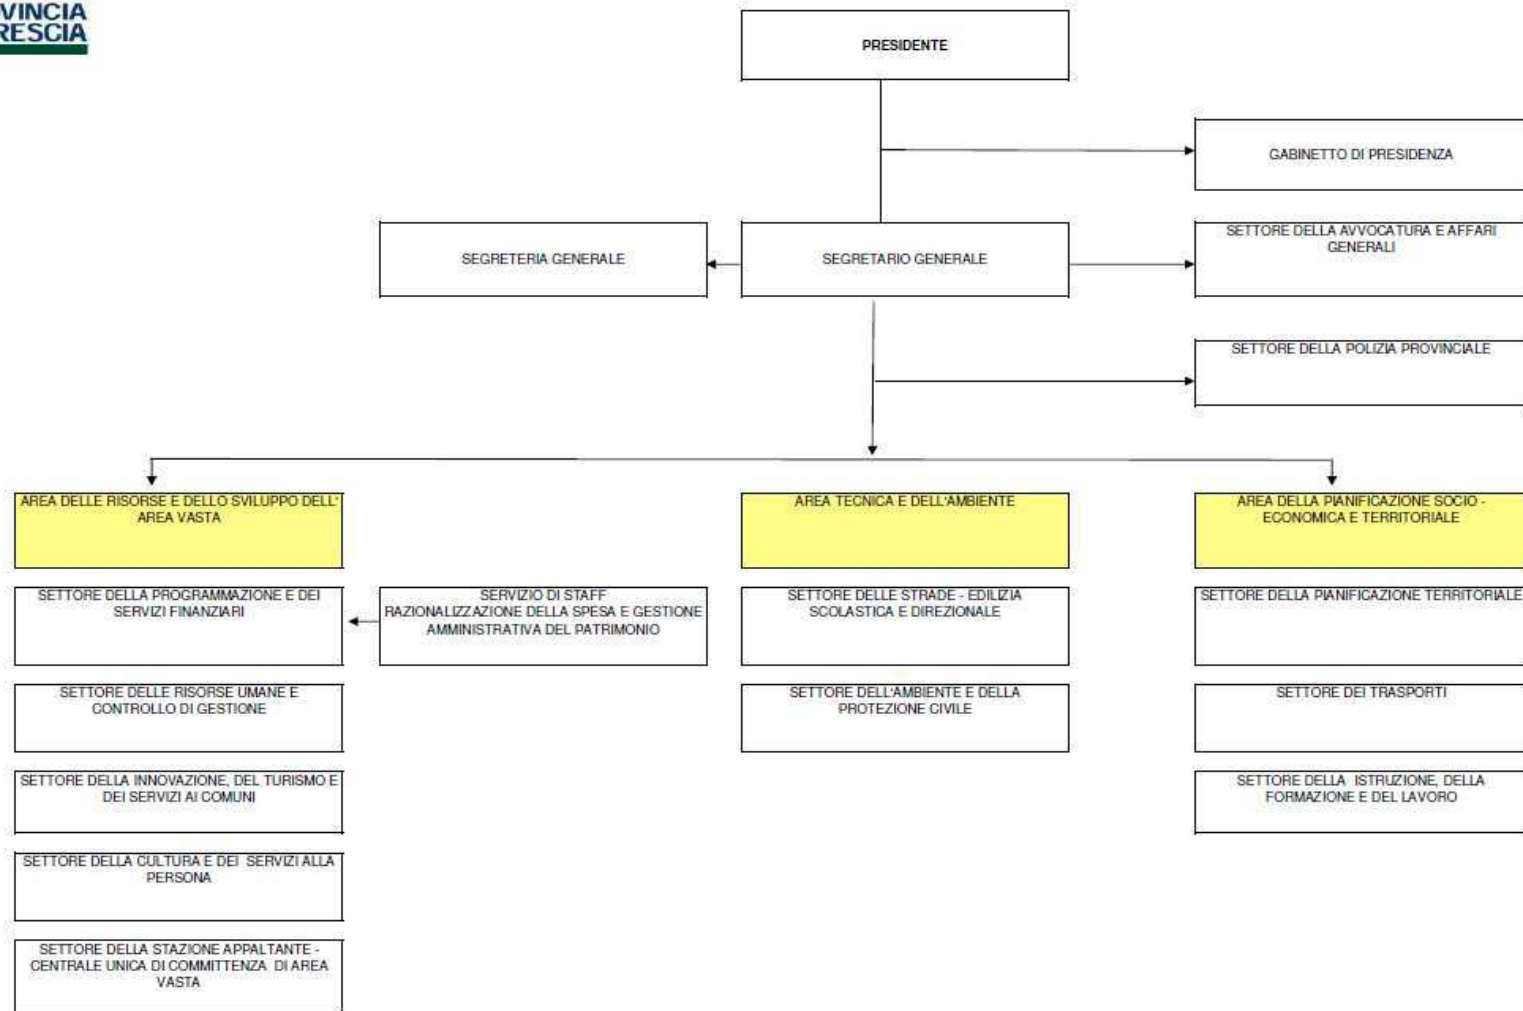 VINCIA
RESCIA
PRESIDENTE
GABINETTO DI PRESIDENZA
SEGRETERIA GENERALE
SEGRETARIO GENERALE
SETTORE DELLA AVVOCATURA E AFFARI
GENERALI
SETTORE DELLA POLIZIA PROVINCIALE
AREA DELLE RISORSE E DELLO SVILUPPO DELL'
AREA VASTA
AREA TECNICA E DELL'AMBIENTE
AREA DELLA PIANIFICAZIONE SOCIO -
ECONOMICA E TERRITORIALE
SETTORE DELLA PROGRAMMAZIONE E DEI
SERVIZI FINANZIARI
SERVIZIO DI STAFF
RAZIONALIZZAZIONE DELLA SPESA E GESTIONE
AMMINISTRATIVA DEL PATRIMONIO
SETTORE DELLE STRADE - EDILIZIA
SCOLASTICA E DIREZIONALE
SETTORE DELLA PIANIFICAZIONE TERRITORIALE
SETTORE DELLE RISORSE UMANE E
CONTROLLO DI GESTIONE
SETTORE DELL'AMBIENTE E DELLA
PROTEZIONE CIVILE
SETTORE DEI TRASPORTI
SETTORE DELLA INNOVAZIONE, DEL TURISMO E
DEI SERVIZI AI COMUNI
SETTORE DELLA ISTRUZIONE, DELLA
FORMAZIONE E DEL LAVORO
SETTORE DELLA CULTURA E DEI SERVIZI ALLA
PERSONA
SETTORE DELLA STAZIONE APPALTANTE -
CENTRALE UNICA DI COMMITTENZA DI AREA
VASTA